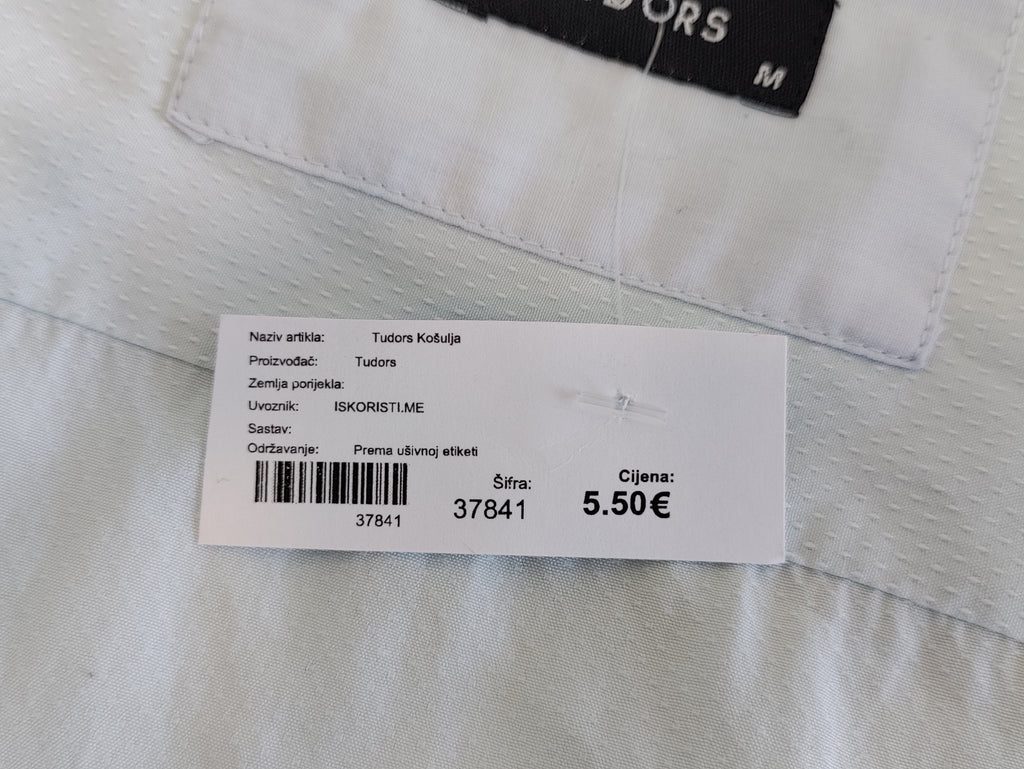 M
Naziv artikla: Tudors Košulja
Proizvođač: Tudors
Zemlja porijekla:
Uvoznik: ISKORISTI.ME
Sastav:
Održavanje: Prema ušivnoj etiketi
37841
Šifra:
37841
Cijena:
5.50€